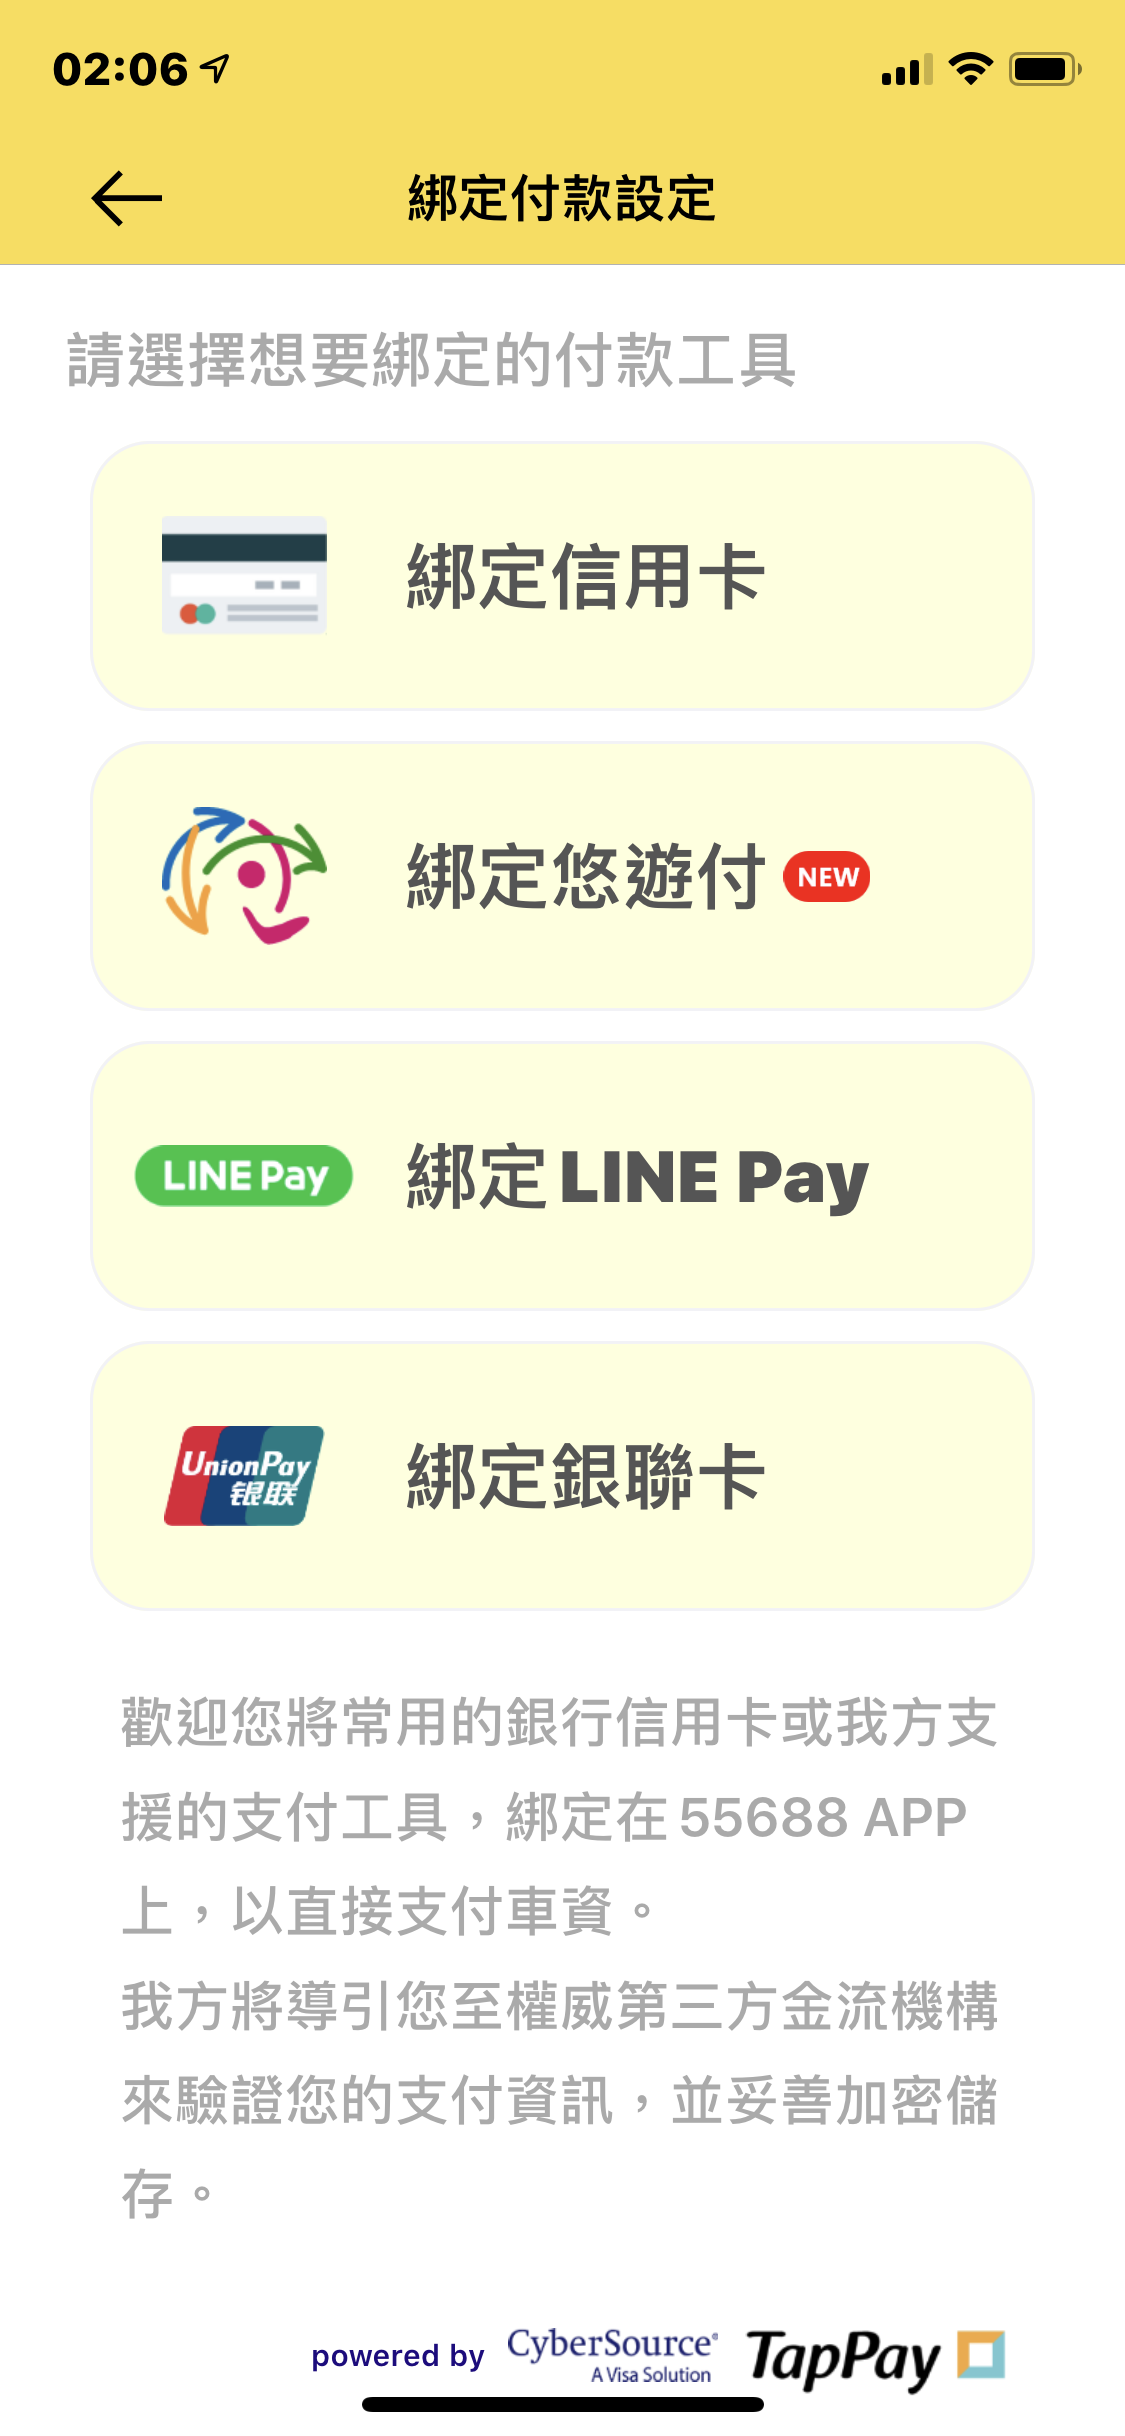 02:06
綁定付款設定
請選擇想要綁定的付款工具
綁定信用卡
綁定悠遊付 NEW
LINE Pay 綁定 LINE Pay
UnionPay
银联
綁定銀聯卡
歡迎您將常用的銀行信用卡或我方支
援的支付工具，綁定在 55688 APP
上，以直接支付車資。
我方將導引您至權威第三方金流機構
來驗證您的支付資訊，並妥善加密儲
存。
powered by CyberSource® TapPay
A Visa Solution